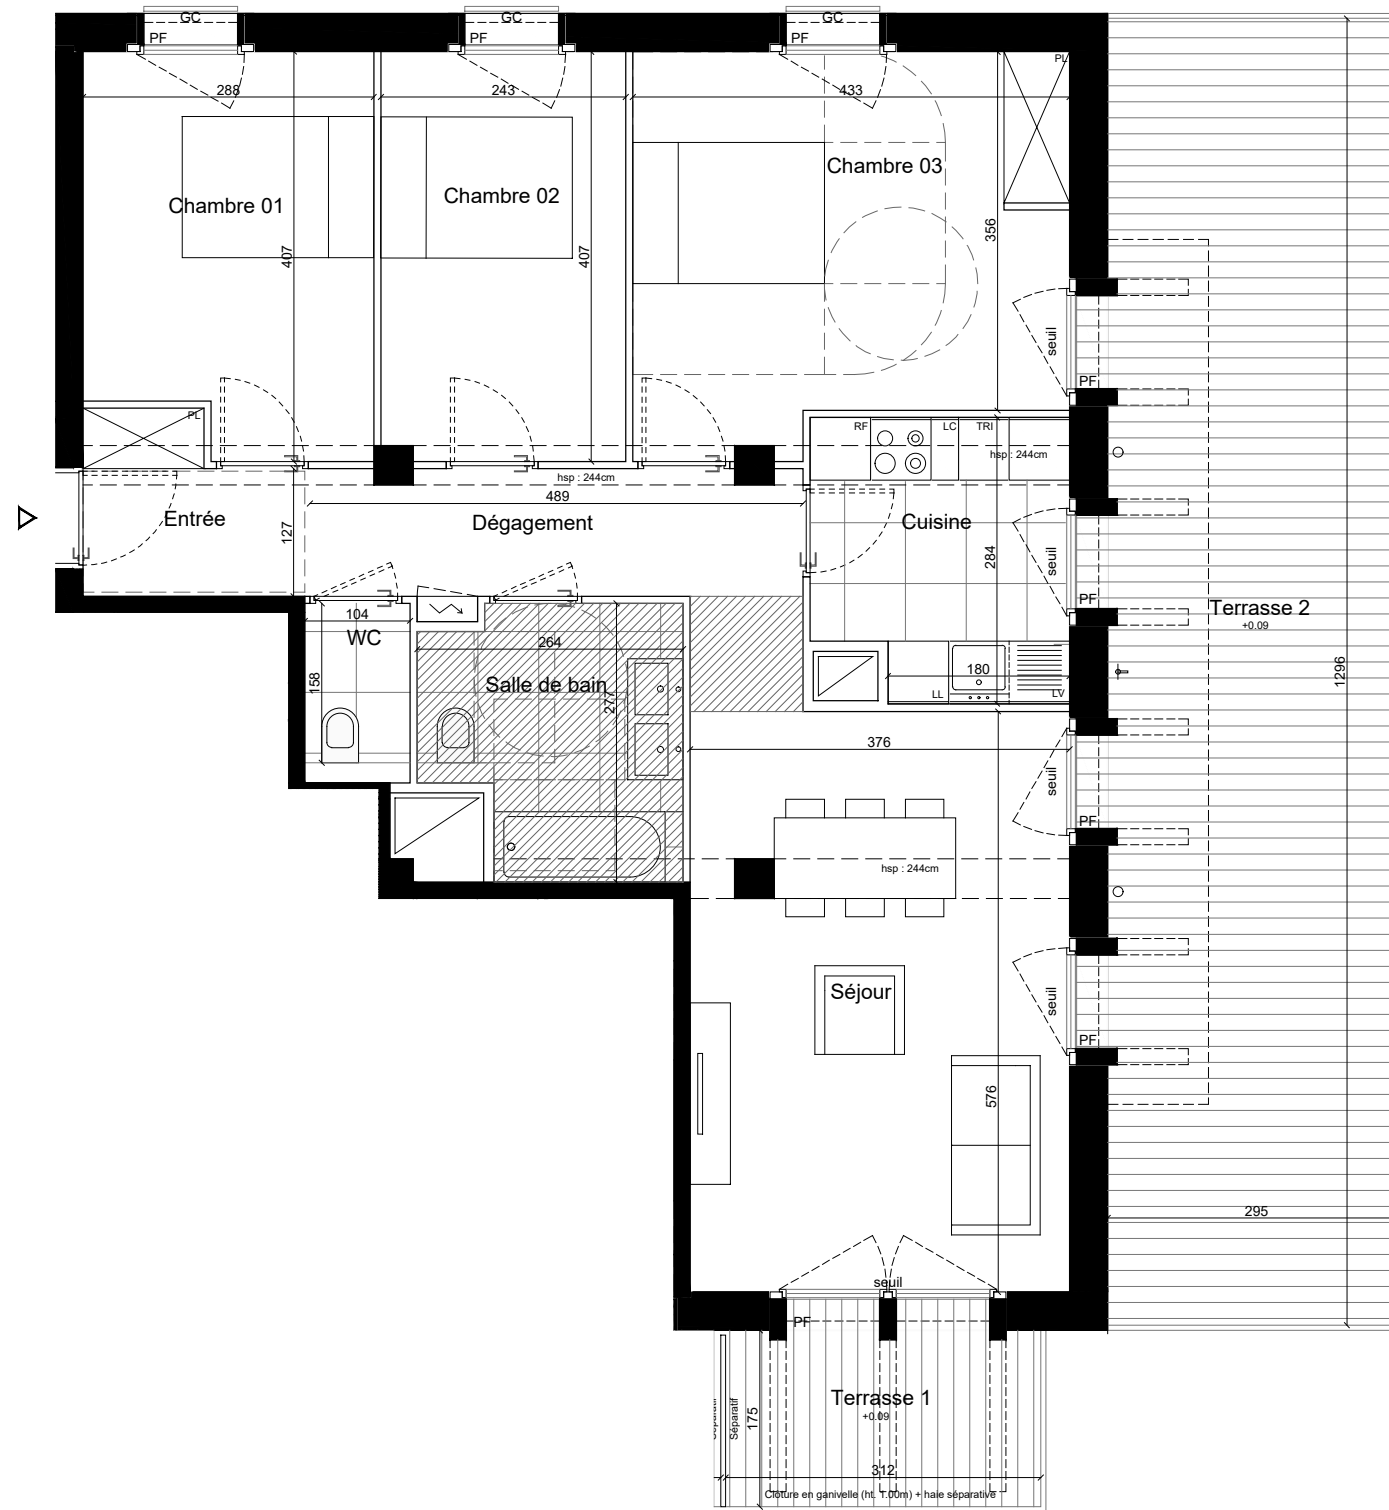 GC
GC
GC
PF
PF
PF
PL
288
243
433
Chambre 01
Chambre 02
Chambre 03
407
407
356
seuil
PF
PL
RF
LC
TRI
hsp : 244cm
hsp : 244cm
489
Entrée
Dégagement
Cuisine
127
284
seuil
PF
Terrasse 2
+0.09
1296
104
WC
158
264
Salle de bain
277
180
LL
LV
376
seuil
PF
hsp : 244cm
Séjour
seuil
PF
576
295
seuil
PF
Terrasse 1
+0.09
Séparatif
Séparatif
175
312
Clôture en ganivelle (ht. 1.00m) + haie séparative